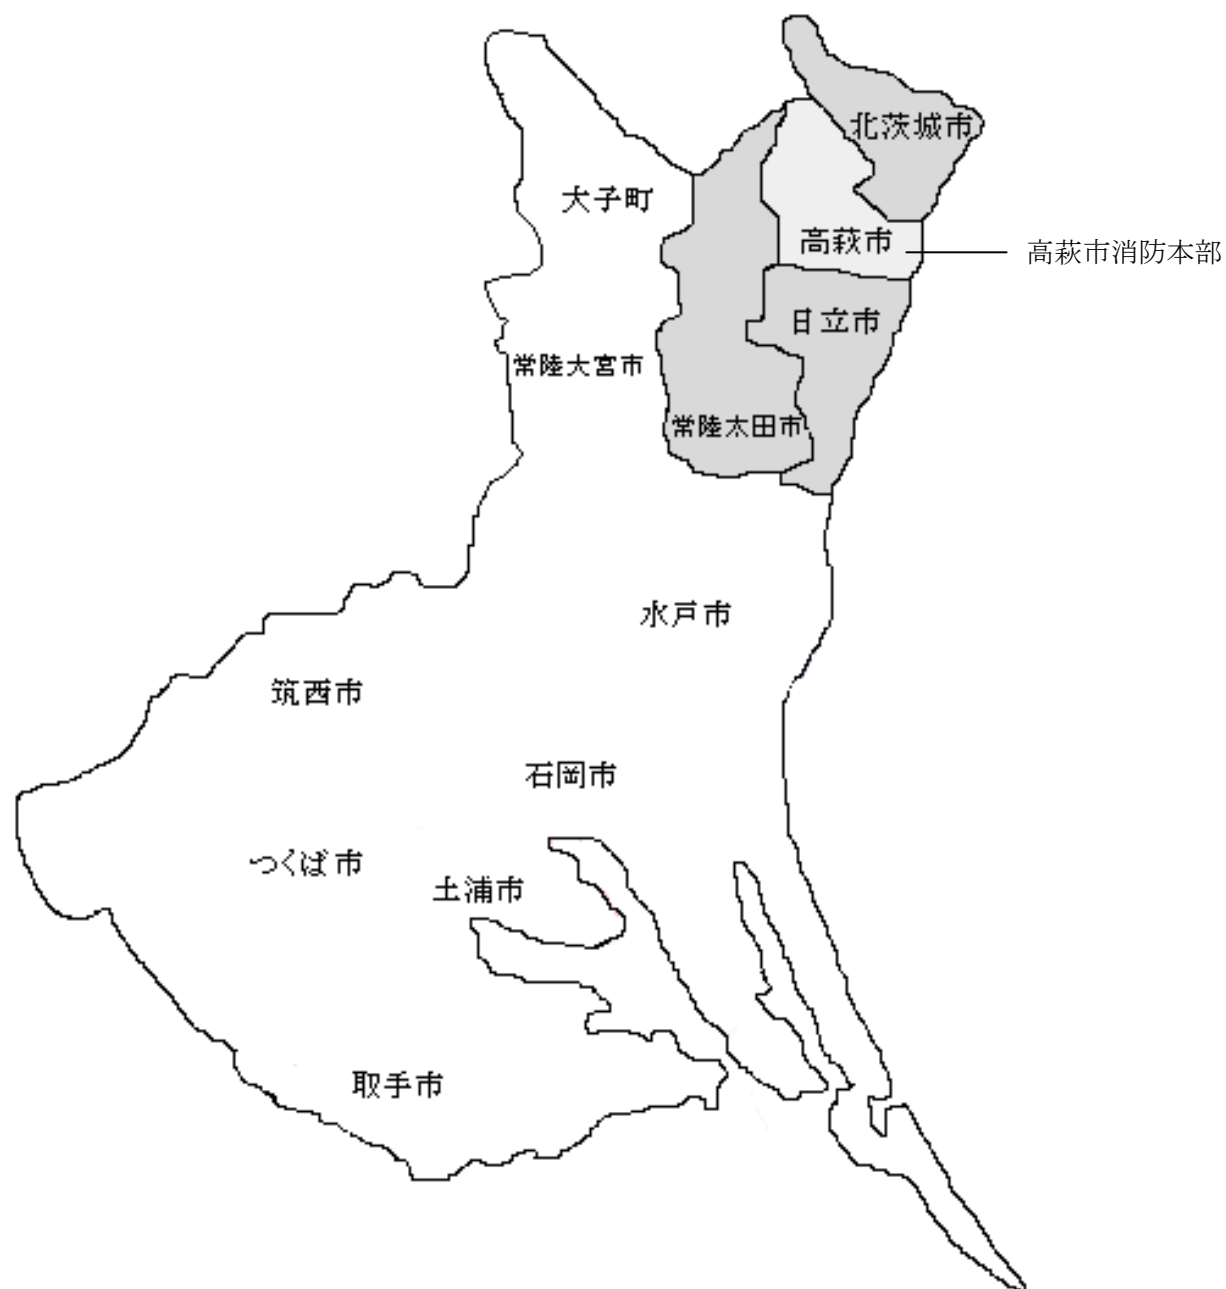 北茨城市
大子町
高萩市
高萩市消防本部
日立市
常陸大宮市
常陸太田市
水戸市
筑西市
石岡市
つくば市
土浦市
取手市